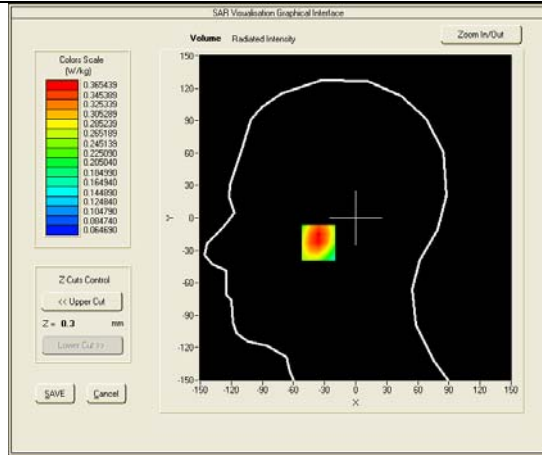 SAR Visualisation Graphical Interface
Volume Radiated Intensity
Zoom In/Out
Colors Scale
(W/kg)
0.365439
0.345389
0.325339
0.305289
0.285239
0.265189
0.245139
0.225090
0.205040
0.184990
0.164940
0.144890
0.124840
0.104790
0.084740
0.064690
Z-Cuts Control
<< Upper Cut
Z = 0.3 mm
Lower Cut >>
SAVE
Cancel
150-
120-
90-
60-
30-
0-
-30-
-60-
-90-
-120-
-150-
Y
-150 -120 -90 -60 -30 0 30 60 90 120 150
X